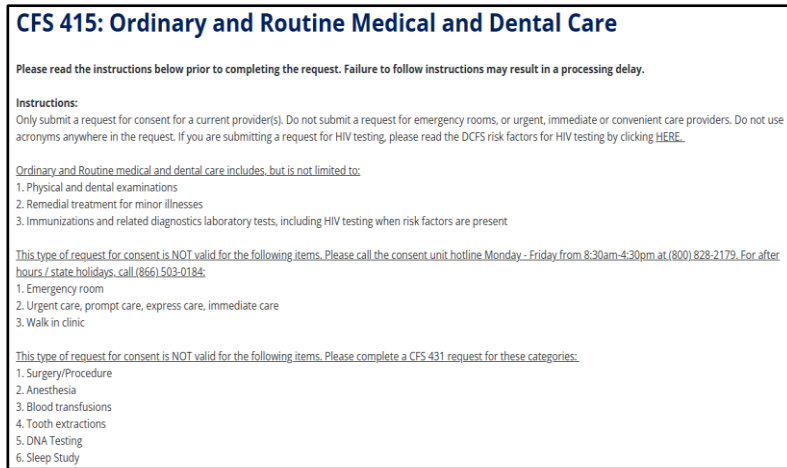 CFS 415: Ordinary and Routine Medical and Dental Care
Please read the instructions below prior to completing the request. Failure to follow instructions may result in a processing delay.
Instructions:
Only submit a request for consent for a current provider(s). Do not submit a request for emergency rooms, or urgent, immediate or convenient care providers. Do not use
acronyms anywhere in the request. If you are submitting a request for HIV testing, please read the DCFS risk factors for HIV testing by clicking HERE.
Ordinary and Routine medical and dental care includes, but is not limited to:
1. Physical and dental examinations
2. Remedial treatment for minor illnesses
3. Immunizations and related diagnostics laboratory tests, including HIV testing when risk factors are present
This type of request for consent is NOT valid for the following items. Please call the consent unit hotline Monday - Friday from 8:30am-4:30pm at (800) 828-2179. For after
hours / state holidays, call (866) 503-0184:
1. Emergency room
2. Urgent care, prompt care, express care, immediate care
3. Walk in clinic
This type of request for consent is NOT valid for the following items. Please complete a CFS 431 request for these categories:
1. Surgery/Procedure
2. Anesthesia
3. Blood transfusions
4. Tooth extractions
5. DNA Testing
6. Sleep Study